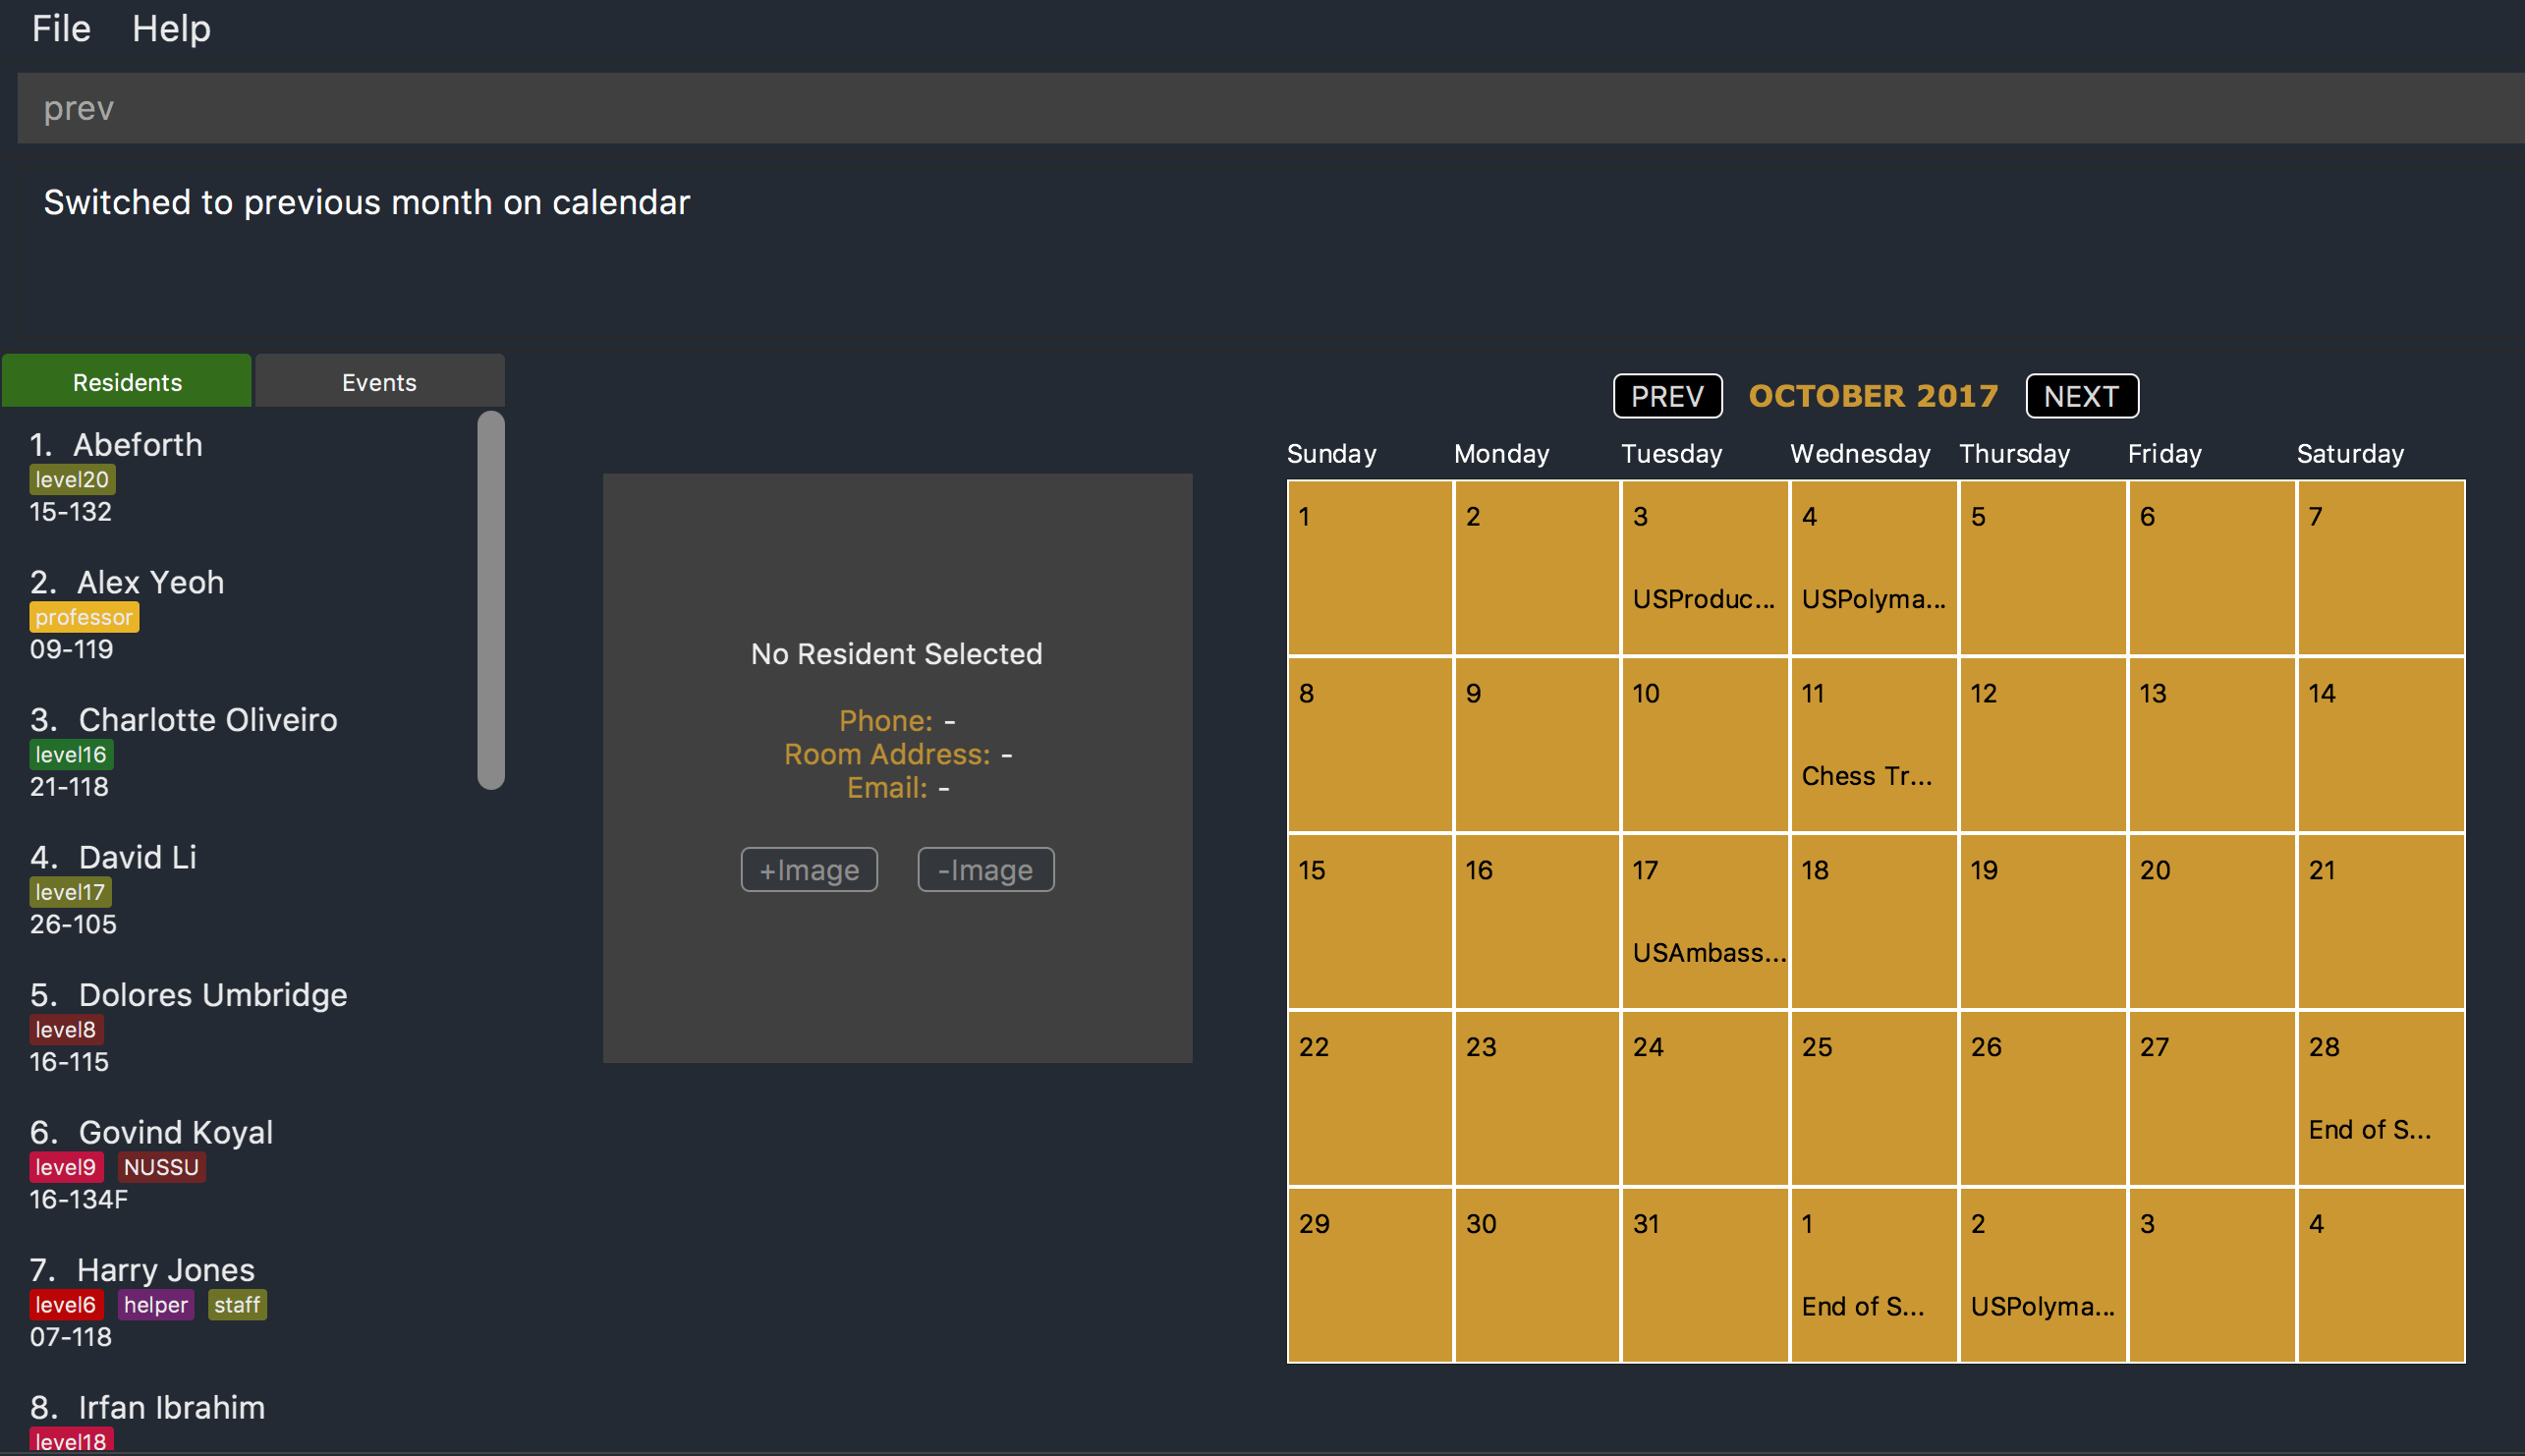 File Help
prev
Switched to previous month on calendar
Residents Events
1. Abeforth
level20
15-132
2. Alex Yeoh
professor
09-119
3. Charlotte Oliveiro
level16
21-118
4. David Li
level17
26-105
5. Dolores Umbridge
level8
16-115
6. Govind Koyal
level9 NUSSU
16-134F
7. Harry Jones
level6 helper staff
07-118
8. Irfan Ibrahim
level18
No Resident Selected
Phone: -
Room Address: -
Email: -
+Image -Image
PREV OCTOBER 2017 NEXT
Sunday Monday Tuesday Wednesday Thursday Friday Saturday
1 2 3 4 5 6 7
USProduc... USPolyma...
8 9 10 11 12 13 14
Chess Tr...
15 16 17 18 19 20 21
USAmbass...
22 23 24 25 26 27 28
End of S...
29 30 31 1 2 3 4
End of S... USPolyma...